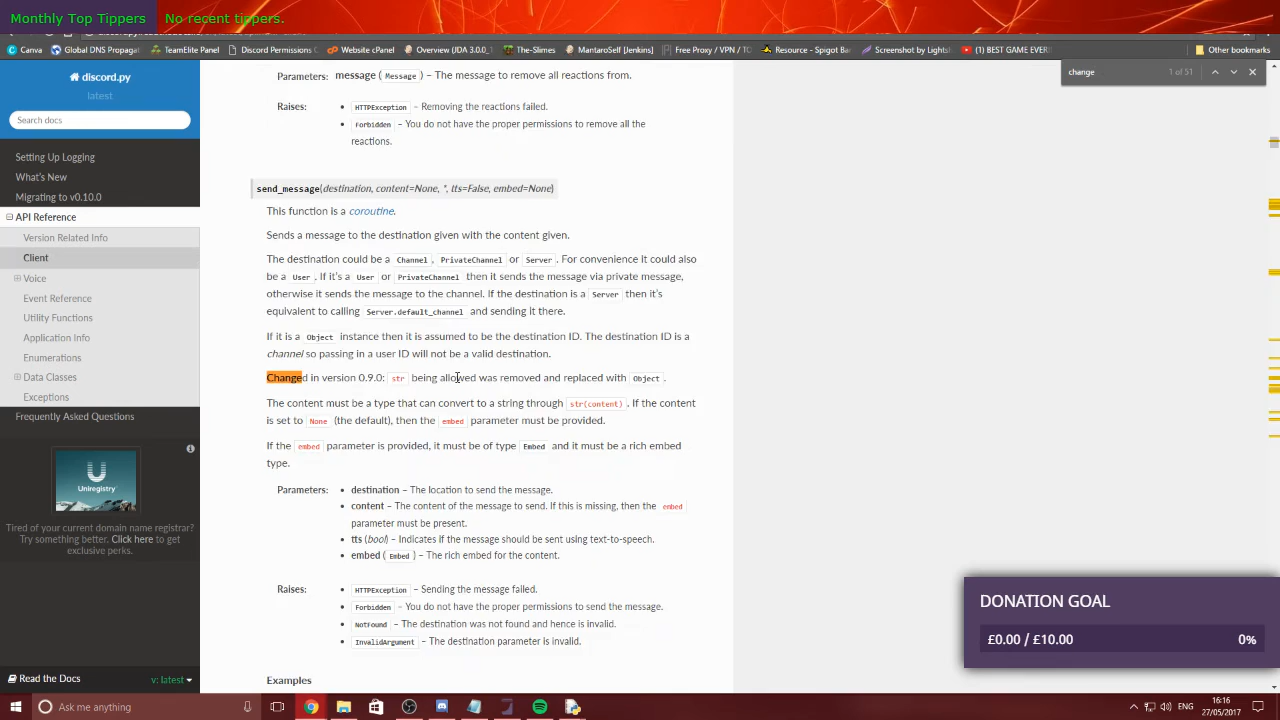 Monthly Top Tippers No recent tippers.
Canva Global DNS Propagat TeamElite Panel Discord Permissions C Website cPanel Overview (JDA 3.0.0_ The-Slimes MantaroSelf [Jenkins] Free Proxy / VPN / TO Resource - Spigot Ban Screenshot by Lightsh (1) BEST GAME EVER! Other bookmarks
change 1 of 51
discord.py
latest
Search docs
Setting Up Logging
What's New
Migrating to v0.10.0
API Reference
Version Related Info
Client
Voice
Event Reference
Utility Functions
Application Info
Enumerations
Data Classes
Exceptions
Frequently Asked Questions
Uniregistry
Tired of your current domain name registrar?
Try something better. Click here to get
exclusive perks.
Read the Docs v: latest
Parameters: message ( Message ) – The message to remove all reactions from.
Raises: • HTTPException – Removing the reactions failed.
• Forbidden – You do not have the proper permissions to remove all the
reactions.
send_message(destination, content=None, *, tts=False, embed=None)
This function is a coroutine.
Sends a message to the destination given with the content given.
The destination could be a Channel, PrivateChannel or Server. For convenience it could also
be a User. If it's a User or PrivateChannel then it sends the message via private message,
otherwise it sends the message to the channel. If the destination is a Server then it's
equivalent to calling Server.default_channel and sending it there.
If it is a Object instance then it is assumed to be the destination ID. The destination ID is a
channel so passing in a user ID will not be a valid destination.
Changed in version 0.9.0: str being allowed was removed and replaced with Object.
The content must be a type that can convert to a string through str(content). If the content
is set to None (the default), then the embed parameter must be provided.
If the embed parameter is provided, it must be of type Embed and it must be a rich embed
type.
Parameters: • destination – The location to send the message.
• content – The content of the message to send. If this is missing, then the embed
parameter must be present.
• tts (bool) – Indicates if the message should be sent using text-to-speech.
• embed ( Embed ) – The rich embed for the content.
Raises: • HTTPException – Sending the message failed.
• Forbidden – You do not have the proper permissions to send the message.
• NotFound – The destination was not found and hence is invalid.
• InvalidArgument – The destination parameter is invalid.
Examples
DONATION GOAL
£0.00 / £10.00 0%
Ask me anything
ENG
16:16
27/05/2017